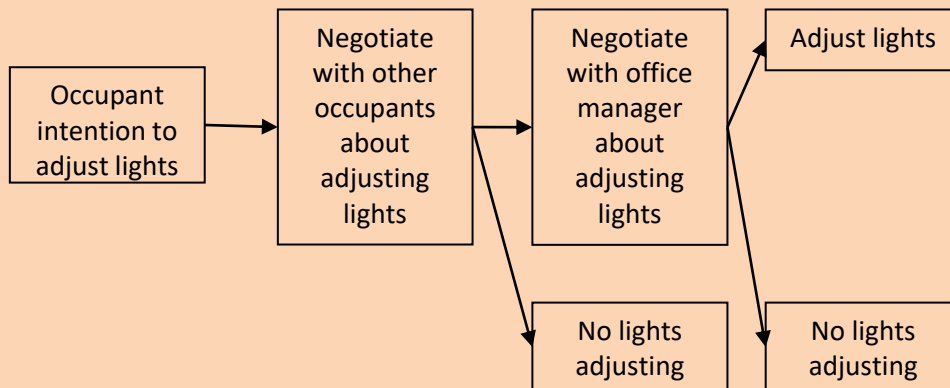 Occupant
intention to
adjust lights
Negotiate
with other
occupants
about
adjusting
lights
Negotiate
with office
manager
about
adjusting
lights
Adjust lights
No lights
adjusting
No lights
adjusting